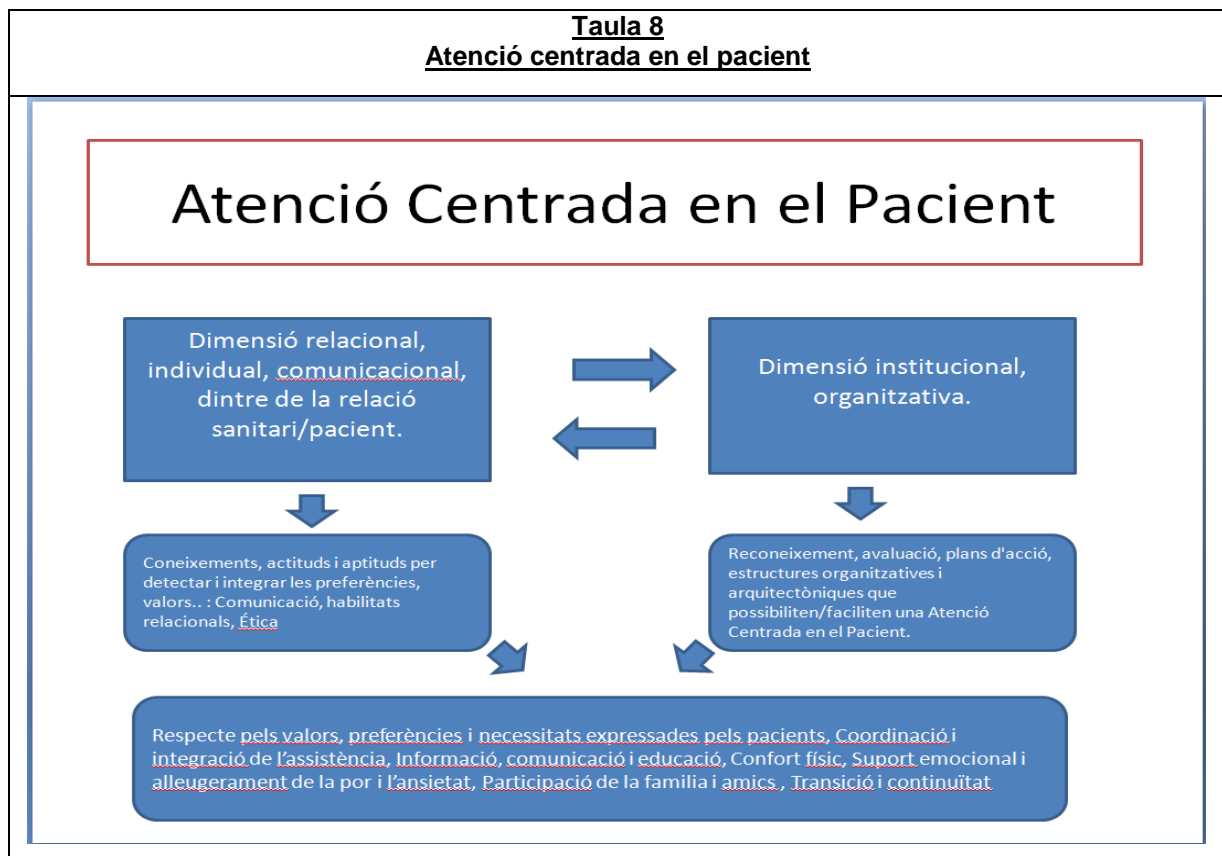 Taula 8
Atenció centrada en el pacient
Atenció Centrada en el Pacient
Dimensió relacional,
individual, comunicacional,
dintre de la relació
sanitari/pacient.
Dimensió institucional,
organitzativa.
Coneixements, actituds i aptituds per
detectar i integrar les preferències,
valors.. : Comunicació, habilitats
relacionals, Ética
Reconeixement, avaluació, plans d'acció,
estructures organitzatives i
arquitectòniques que
possibiliten/faciliten una Atenció
Centrada en el Pacient.
Respecte pels valors, preferències i necessitats expressades pels pacients, Coordinació i
integració de l’assistència, Informació, comunicació i educació, Confort físic, Suport emocional i
alleugerament de la por i l’ansietat, Participació de la familia i amics , Transició i continuïtat